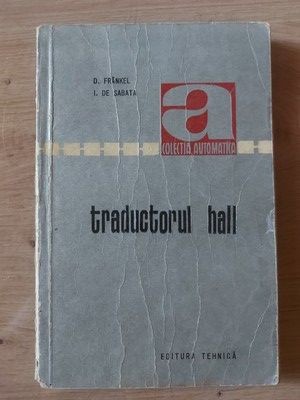 D. FRÄNKEL
I. DE SABATA
a
COLECȚIA AUTOMATICA
traductorul hall
EDITURA TEHNICĂ